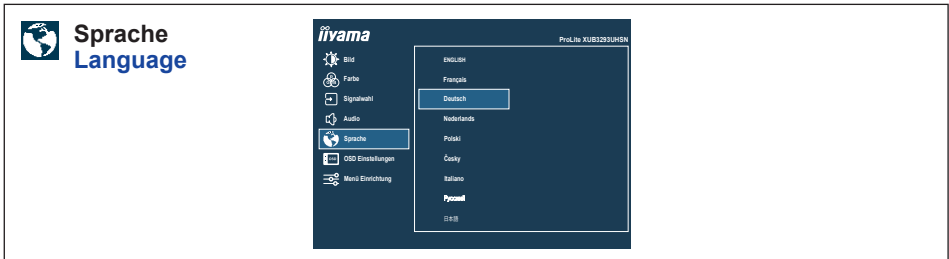 Sprache
Language
iiyama
ProLite XUB3293UHSN
Bild
Farbe
Signalwahl
Audio
Sprache
OSD Einstellungen
Menü Einrichtung
ENGLISH
Français
Deutsch
Nederlands
Polski
Česky
Italiano
Русский
日本語